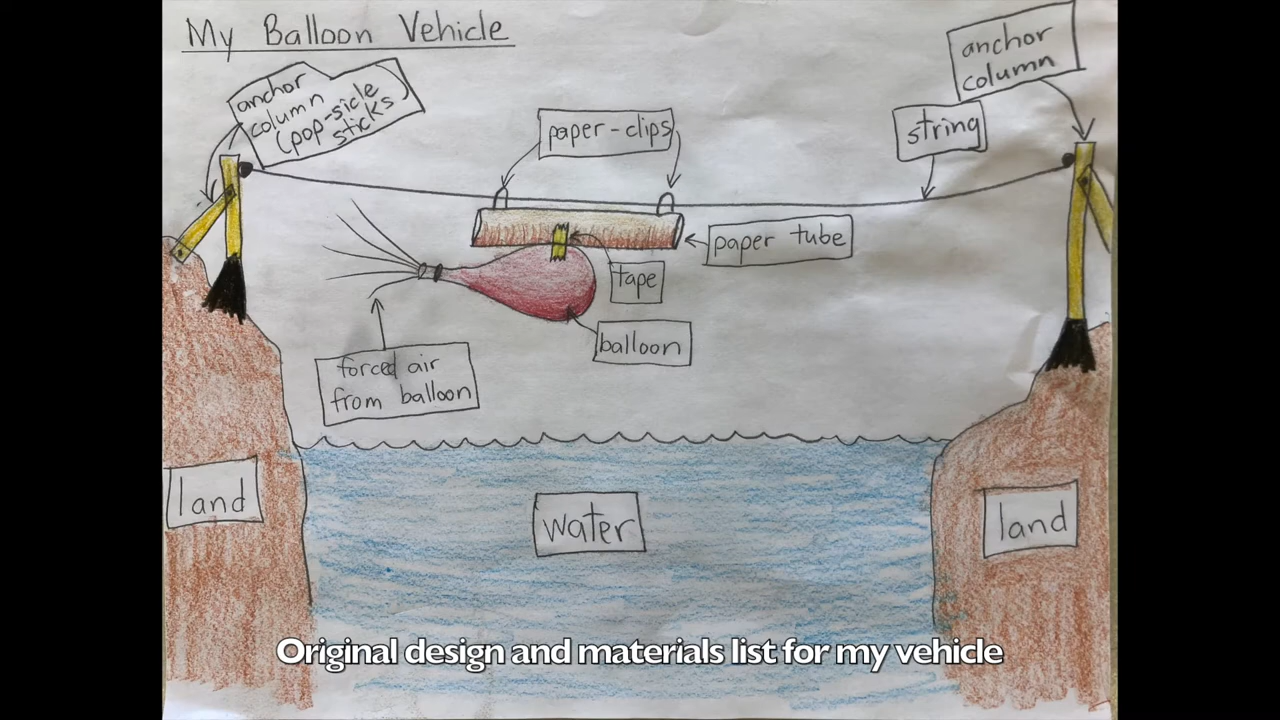 My Balloon Vehicle
anchor
column
(pop-sicle
sticks)
anchor
column
paper-clips
string
paper tube
tape
balloon
forced air
from balloon
land
water
land
Original design and materials list for my vehicle